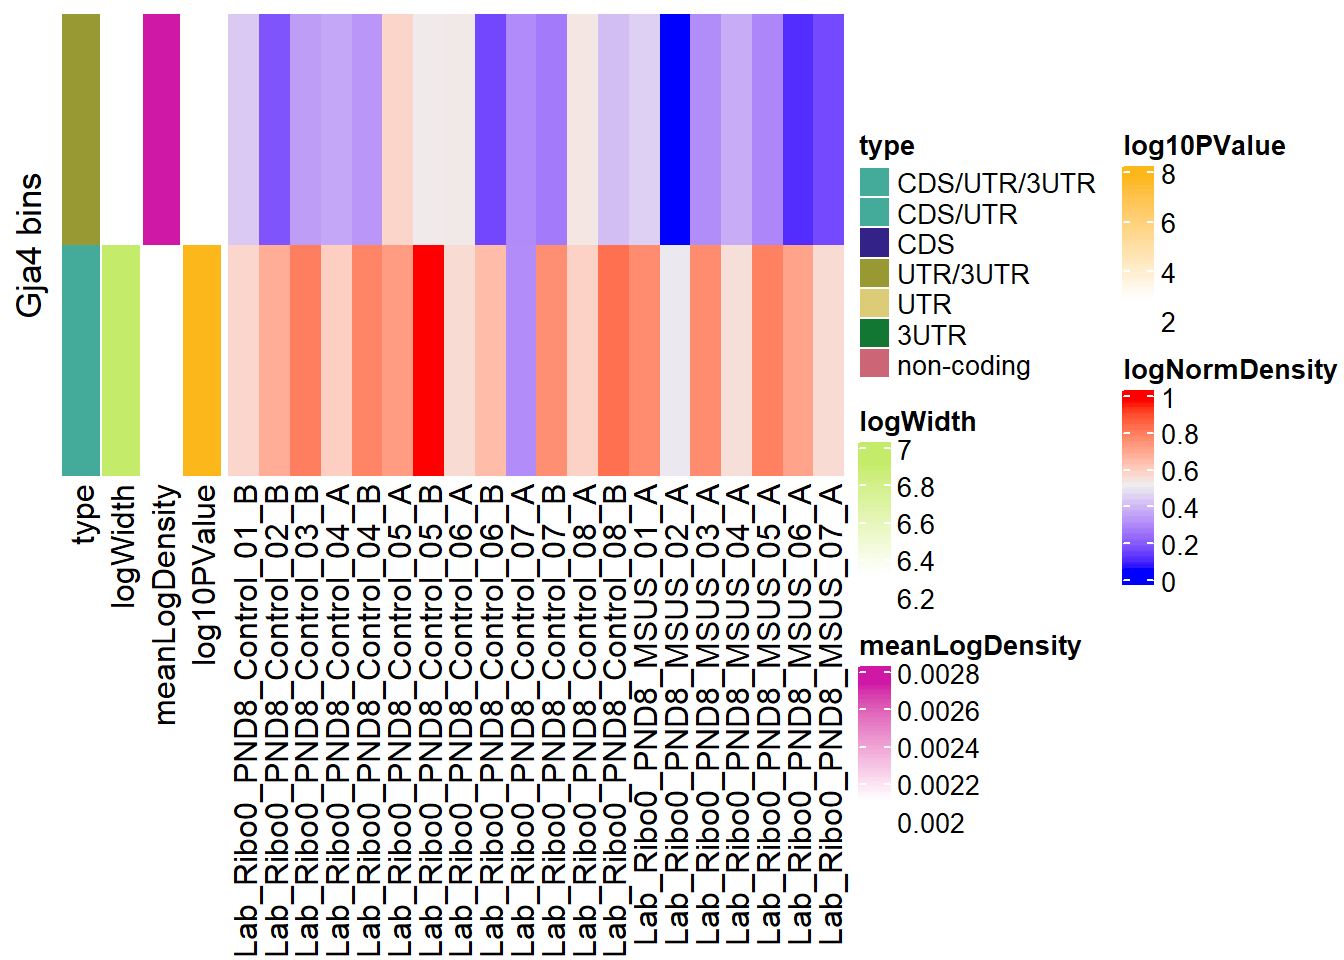 Gja4 bins
type
logWidth
meanLogDensity
log10PValue
Lab_Ribo0_PND8_Control_01_B
Lab_Ribo0_PND8_Control_02_B
Lab_Ribo0_PND8_Control_03_B
Lab_Ribo0_PND8_Control_04_A
Lab_Ribo0_PND8_Control_04_B
Lab_Ribo0_PND8_Control_05_A
Lab_Ribo0_PND8_Control_05_B
Lab_Ribo0_PND8_Control_06_A
Lab_Ribo0_PND8_Control_06_B
Lab_Ribo0_PND8_Control_07_A
Lab_Ribo0_PND8_Control_07_B
Lab_Ribo0_PND8_Control_08_A
Lab_Ribo0_PND8_Control_08_B
Lab_Ribo0_PND8_MSUS_01_A
Lab_Ribo0_PND8_MSUS_02_A
Lab_Ribo0_PND8_MSUS_03_A
Lab_Ribo0_PND8_MSUS_04_A
Lab_Ribo0_PND8_MSUS_05_A
Lab_Ribo0_PND8_MSUS_06_A
Lab_Ribo0_PND8_MSUS_07_A
type
CDS/UTR/3UTR
CDS/UTR
CDS
UTR/3UTR
UTR
3UTR
non-coding
logWidth
7
6.8
6.6
6.4
6.2
meanLogDensity
0.0028
0.0026
0.0024
0.0022
0.002
log10PValue
8
6
4
2
logNormDensity
1
0.8
0.6
0.4
0.2
0